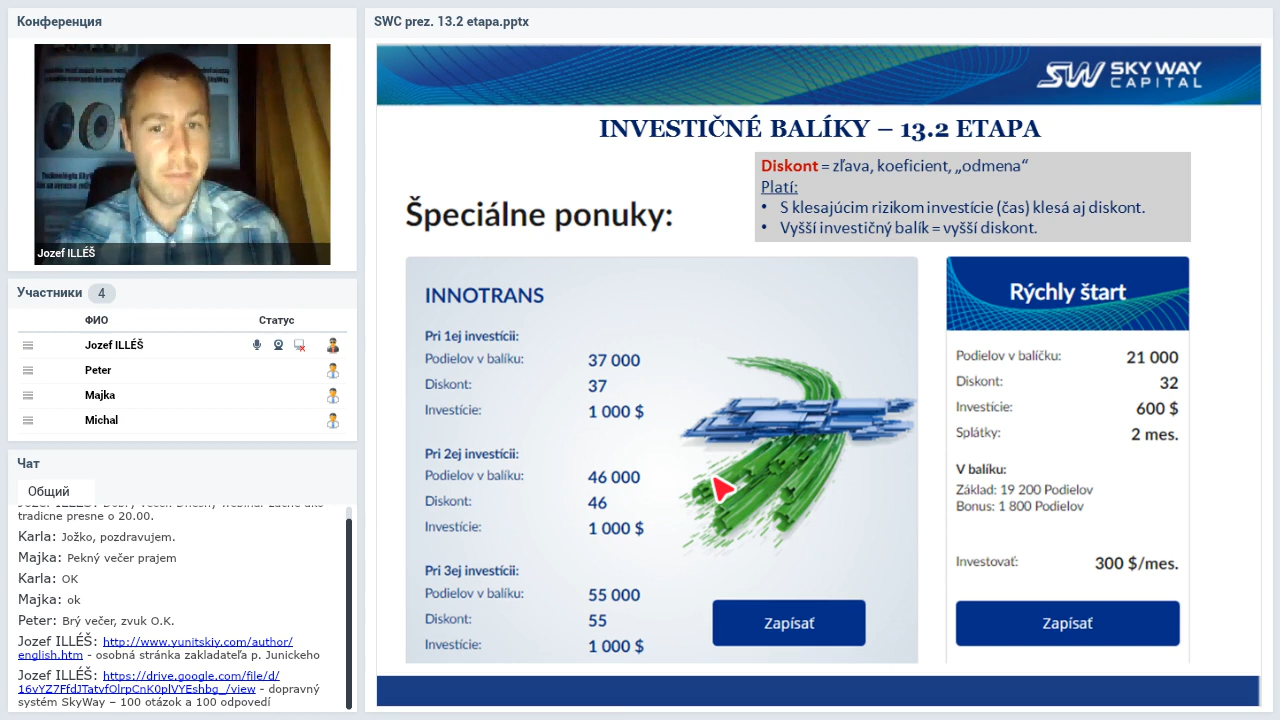 Конференция
Jozef ILLÉŠ
Участники 4
ФИО Статус
Jozef ILLÉŠ
Peter
Majka
Michal
Чат
Общий
tradicne presne o 20.00.
Karla: Jožko, pozdravujem.
Majka: Pekný večer prajem
Karla: OK
Majka: ok
Peter: Brý večer, zvuk O.K.
Jozef ILLÉŠ: http://www.yunitskiy.com/author/
english.htm - osobná stránka zakladateľa p. Junickeho
Jozef ILLÉŠ: https://drive.google.com/file/d/
- dopravný
systém SkyWay – 100 otázok a 100 odpovedí
SWC prez. 13.2 etapa.pptx
SW SKY WAY
CAPITAL
INVESTIČNÉ BALÍKY – 13.2 ETAPA
Diskont = zľava, koeficient, „odmena“
Platí:
• S klesajúcim rizikom investície (čas) klesá aj diskont.
• Vyšší investičný balík = vyšší diskont.
Špeciálne ponuky:
INNOTRANS
Pri 1ej investícii:
Podielov v balíku: 37 000
Diskont: 37
Investície: 1 000 $
Pri 2ej investícii:
Podielov v balíku: 46 000
Diskont: 46
Investície: 1 000 $
Pri 3ej investícii:
Podielov v balíku: 55 000
Diskont: 55
Investície: 1 000 $
Zapísať
Rýchly štart
Podielov v balíčku: 21 000
Diskont: 32
Investície: 600 $
Splátky: 2 mes.
V balíku:
Základ: 19 200 Podielov
Bonus: 1 800 Podielov
Investovať: 300 $/mes.
Zapísať